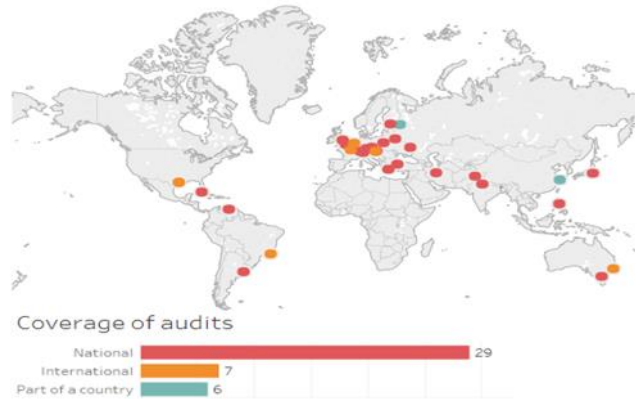 Coverage of audits
National 29
International 7
Part of a country 6